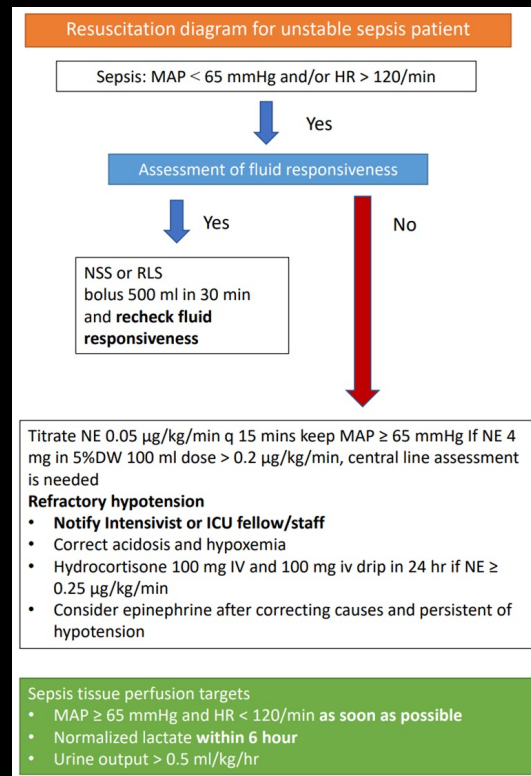 Resuscitation diagram for unstable sepsis patient
Sepsis: MAP < 65 mmHg and/or HR > 120/min
Yes
Assessment of fluid responsiveness
Yes
No
NSS or RLS
bolus 500 ml in 30 min
and recheck fluid
responsiveness
Titrate NE 0.05 µg/kg/min q 15 mins keep MAP ≥ 65 mmHg If NE 4
mg in 5%DW 100 ml dose > 0.2 µg/kg/min, central line assessment
is needed
Refractory hypotension
• Notify Intensivist or ICU fellow/staff
• Correct acidosis and hypoxemia
• Hydrocortisone 100 mg IV and 100 mg iv drip in 24 hr if NE ≥
0.25 µg/kg/min
• Consider epinephrine after correcting causes and persistent of
hypotension
Sepsis tissue perfusion targets
• MAP ≥ 65 mmHg and HR < 120/min as soon as possible
• Normalized lactate within 6 hour
• Urine output > 0.5 ml/kg/hr